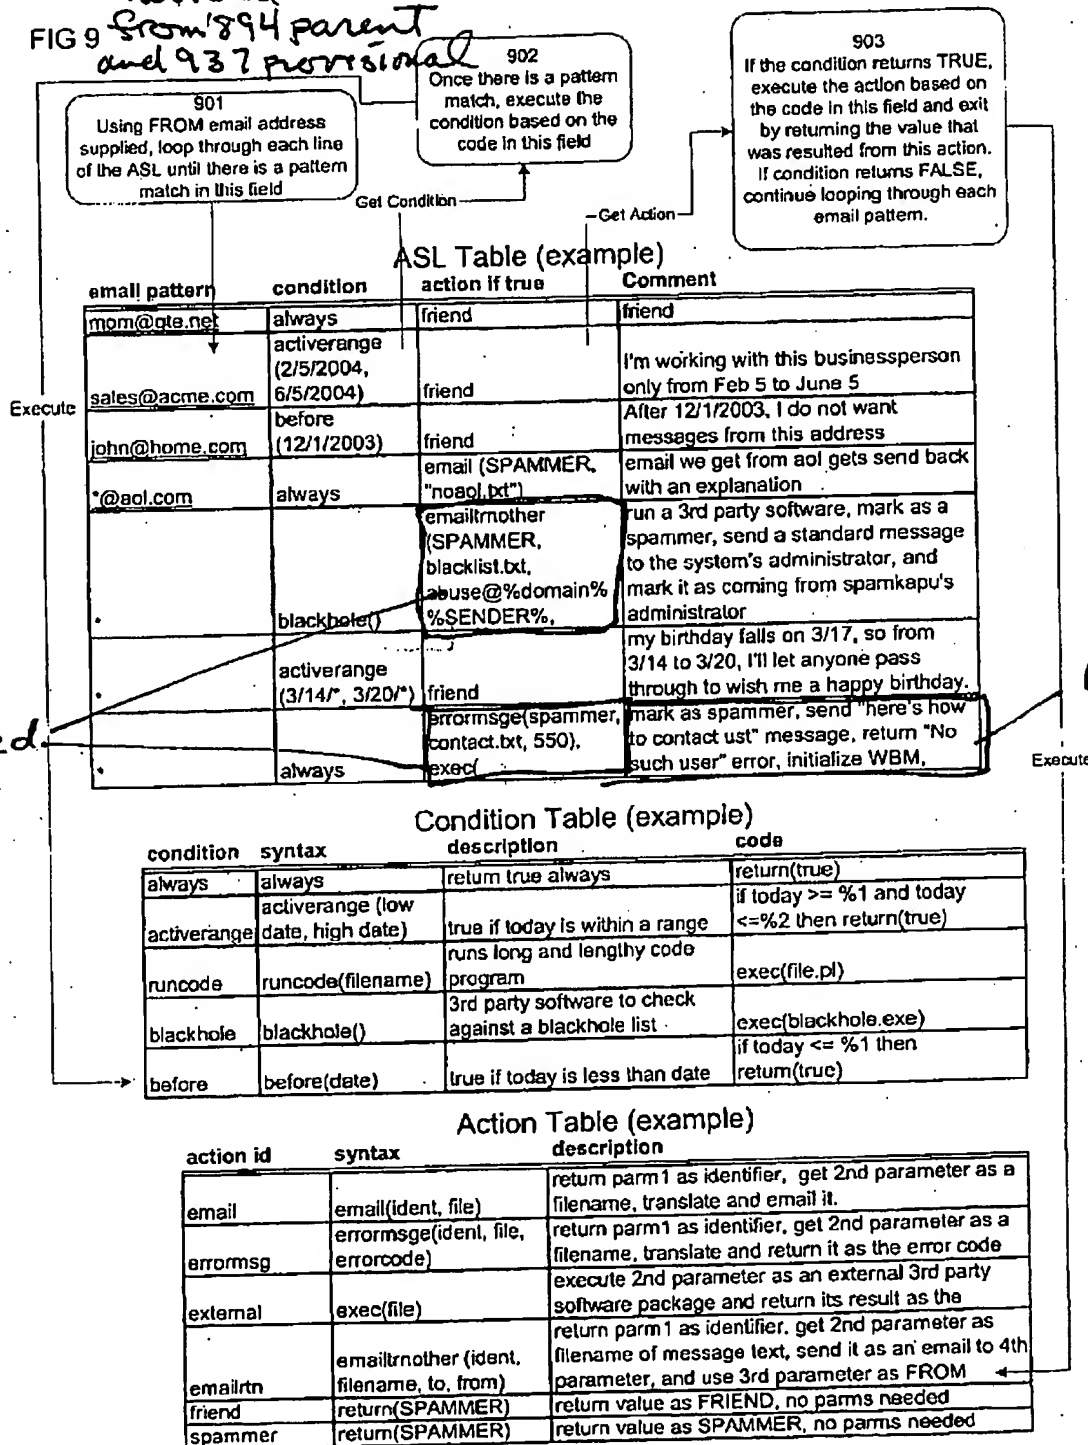 FIG 9 from '894 parent
and 937 provisional
901
Using FROM email address
supplied, loop through each line
of the ASL until there is a pattern
match in this field
902
Once there is a pattern
match, execute the
condition based on the
code in this field
903
If the condition returns TRUE,
execute the action based on
the code in this field and exit
by returning the value that
was resulted from this action.
If condition returns FALSE,
continue looping through each
email pattern.
Get Condition
Get Action
Execute
Execute
ASL Table (example)
email pattern condition action if true Comment
mom@gte.net always friend friend
sales@acme.com activerange
(2/5/2004,
6/5/2004) friend I'm working with this businessperson
only from Feb 5 to June 5
john@home.com before
(12/1/2003) friend After 12/1/2003, I do not want
messages from this address
*@aol.com always email (SPAMMER,
"noaol.txt") email we get from aol gets send back
with an explanation
* blackhole() emailtrnother
(SPAMMER,
blacklist.txt,
abuse@%domain%
%SENDER%,
run a 3rd party software, mark as a
spammer, send a standard message
to the system's administrator, and
mark it as coming from spamkapu's
administrator
* activerange
(3/14/*, 3/20/*) friend my birthday falls on 3/17, so from
3/14 to 3/20, I'll let anyone pass
through to wish me a happy birthday.
* always errormsge(spammer,
contact.txt, 550),
exec(
mark as spammer, send "here's how
to contact ust" message, return "No
such user" error, initialize WBM,
Condition Table (example)
condition syntax description code
always always return true always return(true)
activerange activerange (low
date, high date) true if today is within a range if today >= %1 and today
<=%2 then return(true)
runcode runcode(filename) runs long and lengthy code
program exec(file.pl)
blackhole blackhole() 3rd party software to check
against a blackhole list exec(blackhole.exe)
before before(date) true if today is less than date if today <= %1 then
return(true)
Action Table (example)
action id syntax description
email email(ident, file) return parm1 as identifier, get 2nd parameter as a
filename, translate and email it.
errormsg errormsge(ident, file,
errorcode) return parm1 as identifier, get 2nd parameter as a
filename, translate and return it as the error code
external exec(file) execute 2nd parameter as an external 3rd party
software package and return its result as the
emailrtn emailtrnother (ident,
filename, to, from) return parm1 as identifier. get 2nd parameter as
filename of message text, send it as an email to 4th
parameter, and use 3rd parameter as FROM
friend return(SPAMMER) return value as FRIEND, no parms needed
spammer return(SPAMMER) return value as SPAMMER, no parms needed